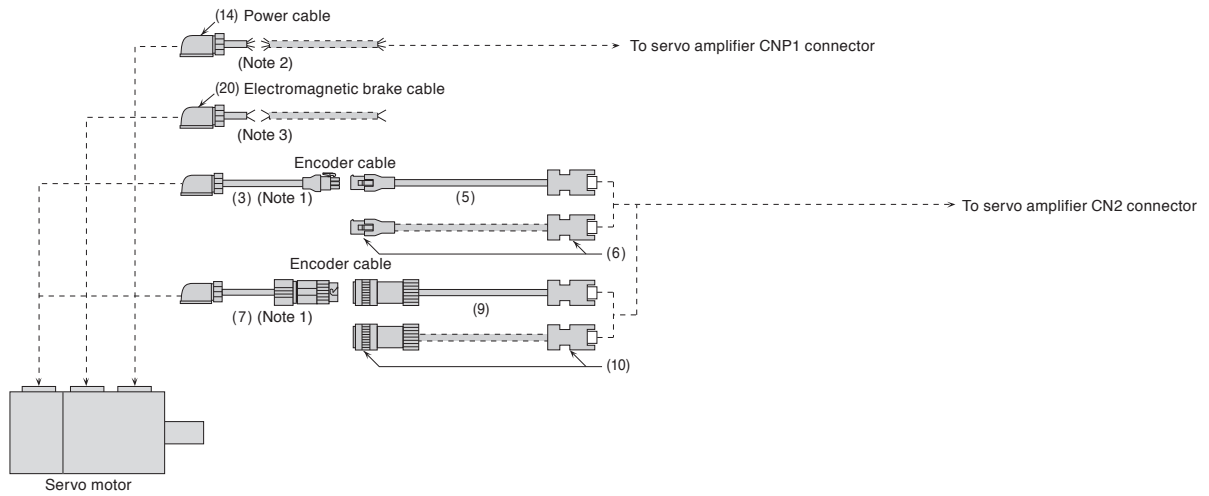 (14) Power cable
To servo amplifier CNP1 connector
(Note 2)
(20) Electromagnetic brake cable
(Note 3)
Encoder cable
(3) (Note 1)
(5)
To servo amplifier CN2 connector
(6)
Encoder cable
(7) (Note 1)
(9)
(10)
Servo motor